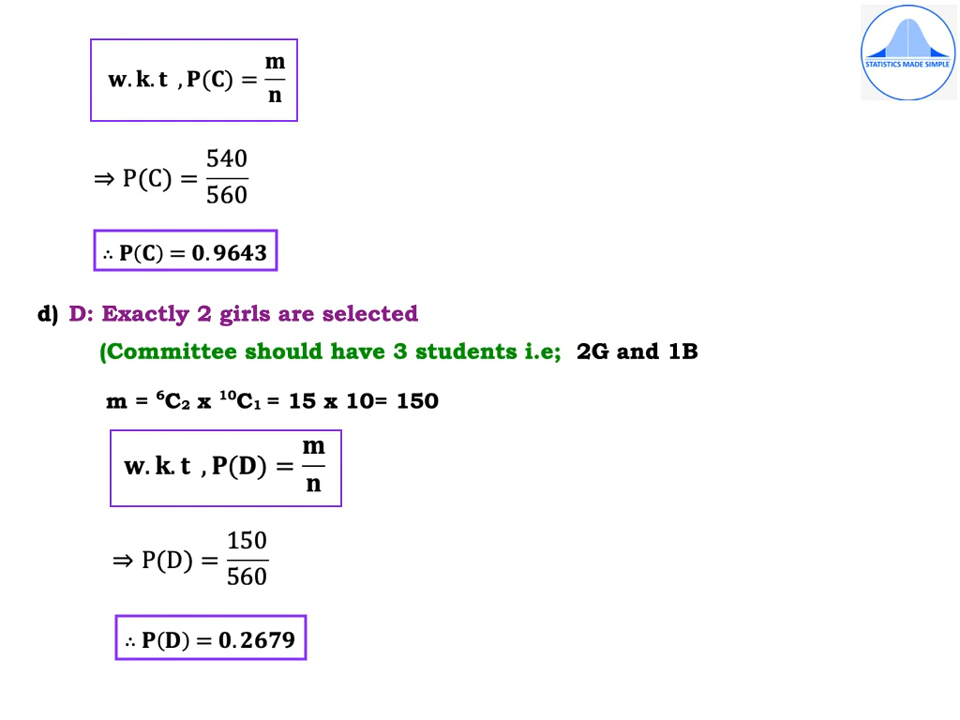 STATISTICS MADE SIMPLE
w.k.t , P(C) = m/n
⇒ P(C) = 540/560
∴ P(C) = 0.9643
d) D: Exactly 2 girls are selected
(Committee should have 3 students i.e; 2G and 1B
m = ⁶C₂ x ¹⁰C₁ = 15 x 10= 150
w.k.t , P(D) = m/n
⇒ P(D) = 150/560
∴ P(D) = 0.2679